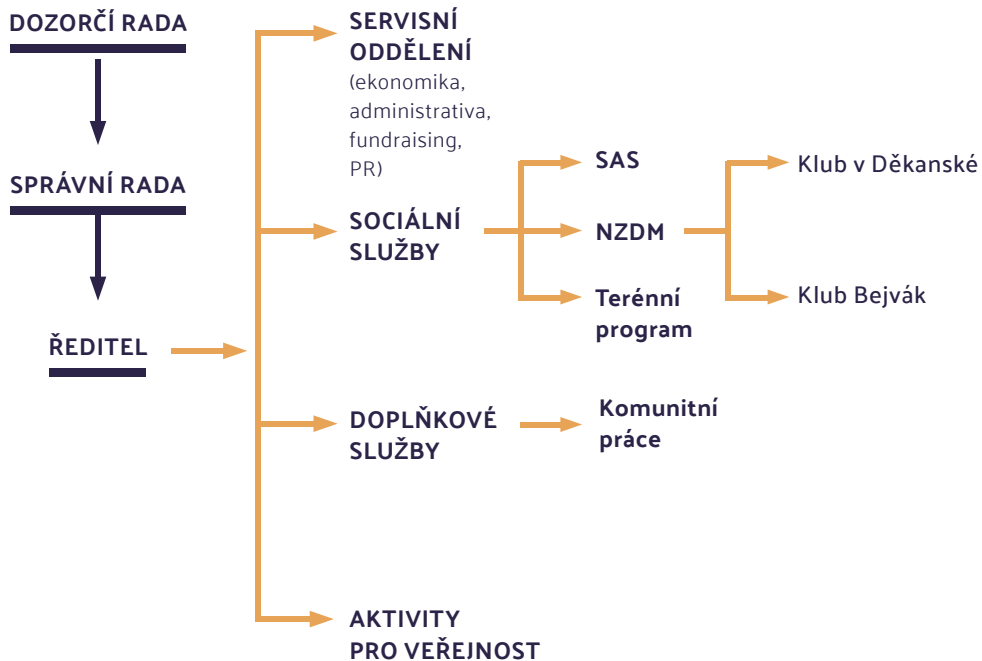 DOZORČÍ RADA
SPRÁVNÍ RADA
ŘEDITEL
SERVISNÍ
ODDĚLENÍ
(ekonomika,
administrativa,
fundraising,
PR)
SOCIÁLNÍ
SLUŽBY
SAS
NZDM
Terénní
program
Klub v Děkanské
Klub Bejvák
DOPLŇKOVÉ
SLUŽBY
Komunitní
práce
AKTIVITY
PRO VEŘEJNOST